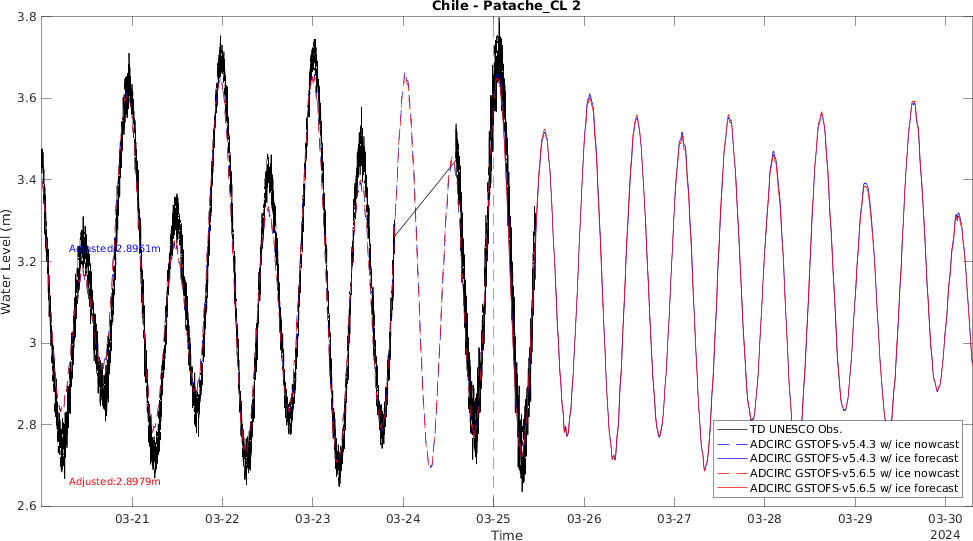 Chile - Patache_CL 2
Water Level (m)
3.8
3.6
3.4
3.2
3
2.8
2.6
Adjusted:2.8961m
Adjusted:2.8979m
TD UNESCO Obs.
ADCIRC GSTOFS-v5.4.3 w/ ice nowcast
ADCIRC GSTOFS-v5.4.3 w/ ice forecast
ADCIRC GSTOFS-v5.6.5 w/ ice nowcast
ADCIRC GSTOFS-v5.6.5 w/ ice forecast
03-21 03-22 03-23 03-24 03-25 03-26 03-27 03-28 03-29 03-30
2024
Time